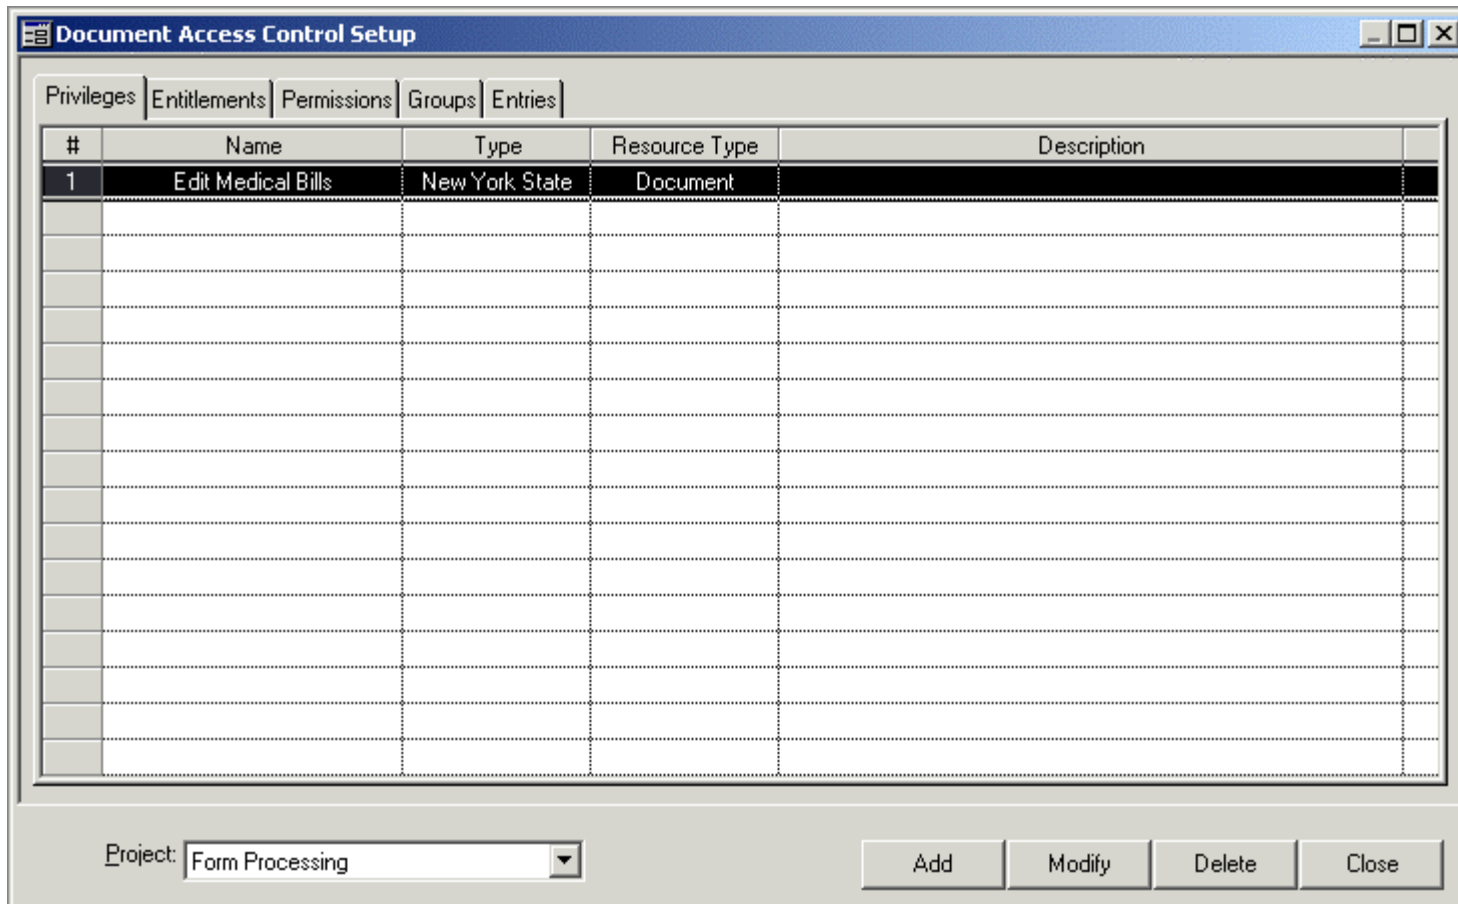 Document Access Control Setup
Privileges Entitlements Permissions Groups Entries
# Name Type Resource Type Description
1 Edit Medical Bills New York State Document
Project: Form Processing Add Modify Delete Close